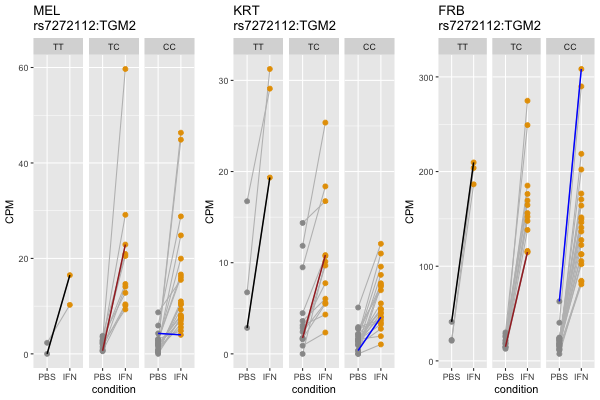 MEL
rs7272112:TGM2
TT TC CC
CPM
60
40
20
0
PBS IFN PBS IFN PBS IFN
condition
KRT
rs7272112:TGM2
TT TC CC
CPM
30
20
10
0
PBS IFN PBS IFN PBS IFN
condition
FRB
rs7272112:TGM2
TT TC CC
CPM
300
200
100
0
PBS IFN PBS IFN PBS IFN
condition